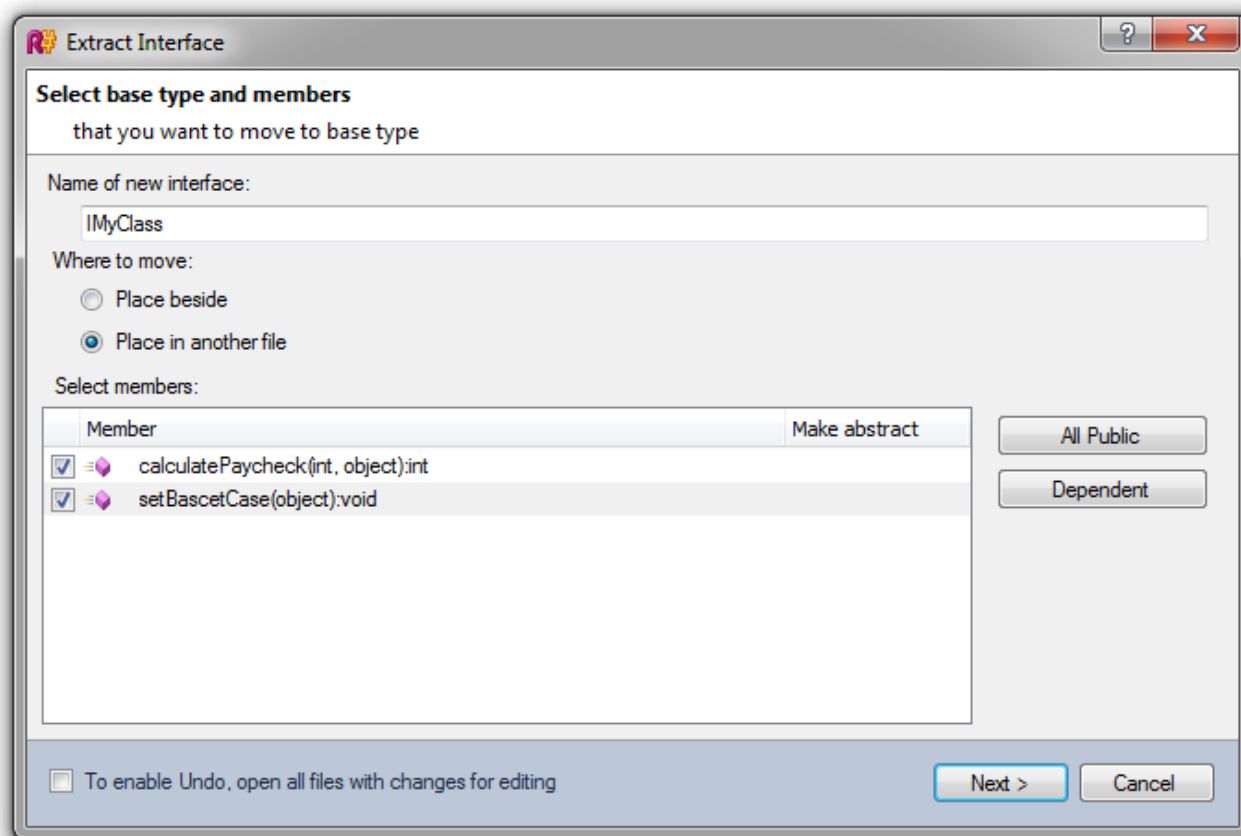 Extract Interface
Select base type and members
that you want to move to base type
Name of new interface:
IMyClass
Where to move:
Place beside
Place in another file
Select members:
Member Make abstract
calculatePaycheck(int, object):int
setBascetCase(object):void
All Public
Dependent
To enable Undo, open all files with changes for editing
Next > Cancel